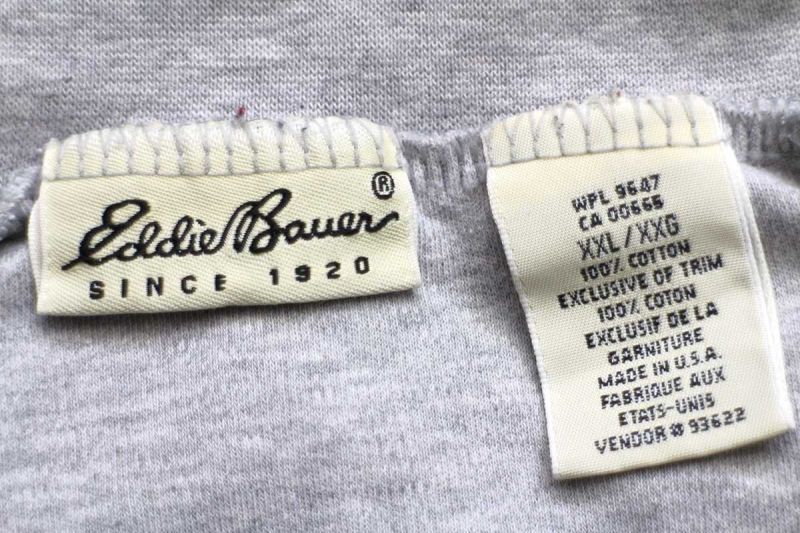 Eddie Bauer®
SINCE 1920
WPL 9647
CA 00665
XXL/XXG
100% COTTON
EXCLUSIVE OF TRIM
100% COTON
EXCLUSIF DE LA
GARNITURE
MADE IN U.S.A.
FABRIQUE AUX
ETATS-UNIS
VENDOR # 93622